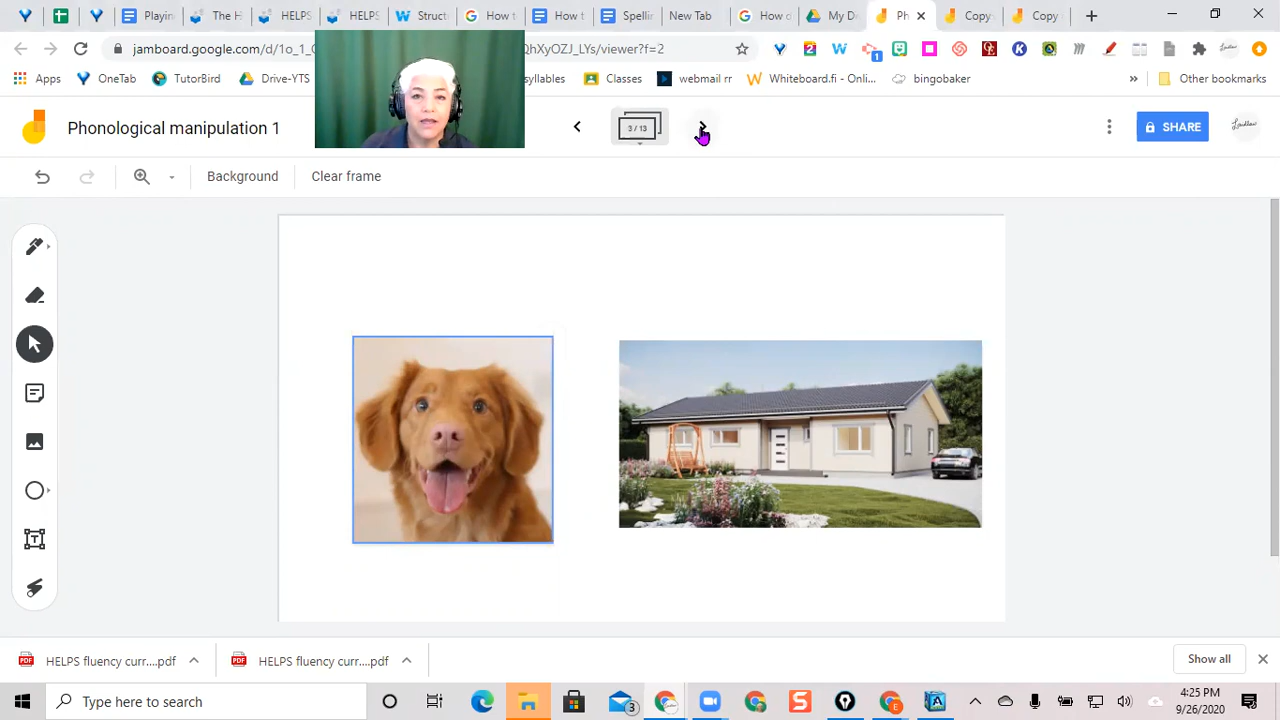 Playin
The H
HELPS
HELPS
Struct
How t
How t
Spellin
New Tab
how d
My Dr
Ph
Copy
Copy
jamboard.google.com/d/1o_1_
QhXyOZJ_LYs/viewer?f=2
Apps
OneTab
TutorBird
Drive-YTS
syllables
Classes
webmail rr
Whiteboard.fi - Onli...
bingobaker
Other bookmarks
Phonological manipulation 1
3 / 13
SHARE
Background
Clear frame
HELPS fluency curr....pdf
HELPS fluency curr....pdf
Show all
Type here to search
3
4:25 PM
9/26/2020